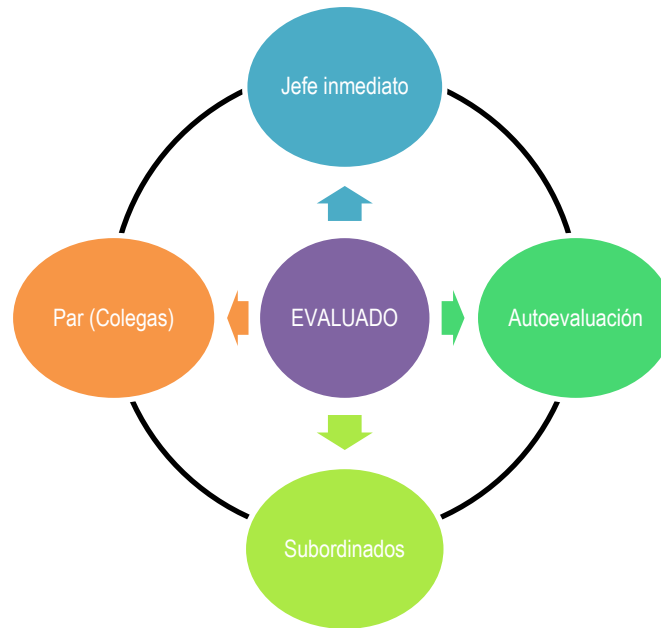 Jefe inmediato
Par (Colegas)
EVALUADO
Autoevaluación
Subordinados